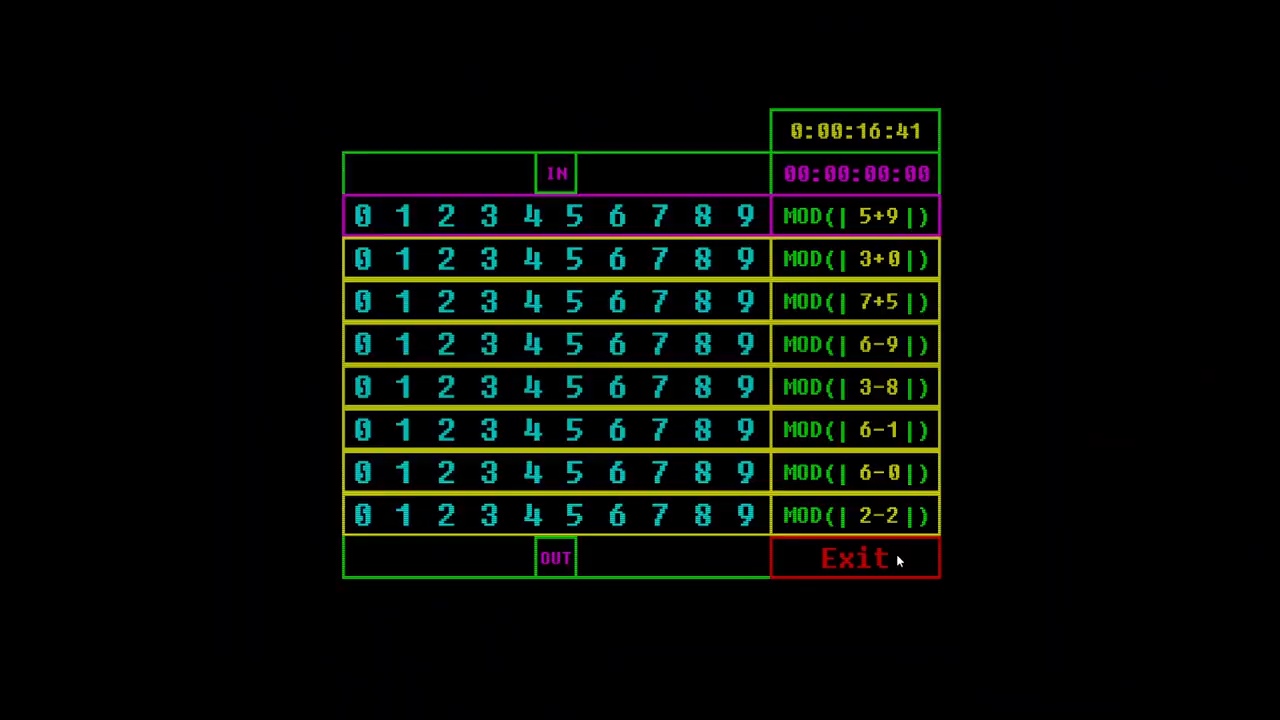 0:00:16:41
IN 00:00:00:00
0 1 2 3 4 5 6 7 8 9 MOD(| 5+9 |)
0 1 2 3 4 5 6 7 8 9 MOD(| 3+0 |)
0 1 2 3 4 5 6 7 8 9 MOD(| 7+5 |)
0 1 2 3 4 5 6 7 8 9 MOD(| 6-9 |)
0 1 2 3 4 5 6 7 8 9 MOD(| 3-8 |)
0 1 2 3 4 5 6 7 8 9 MOD(| 6-1 |)
0 1 2 3 4 5 6 7 8 9 MOD(| 6-0 |)
0 1 2 3 4 5 6 7 8 9 MOD(| 2-2 |)
OUT Exit